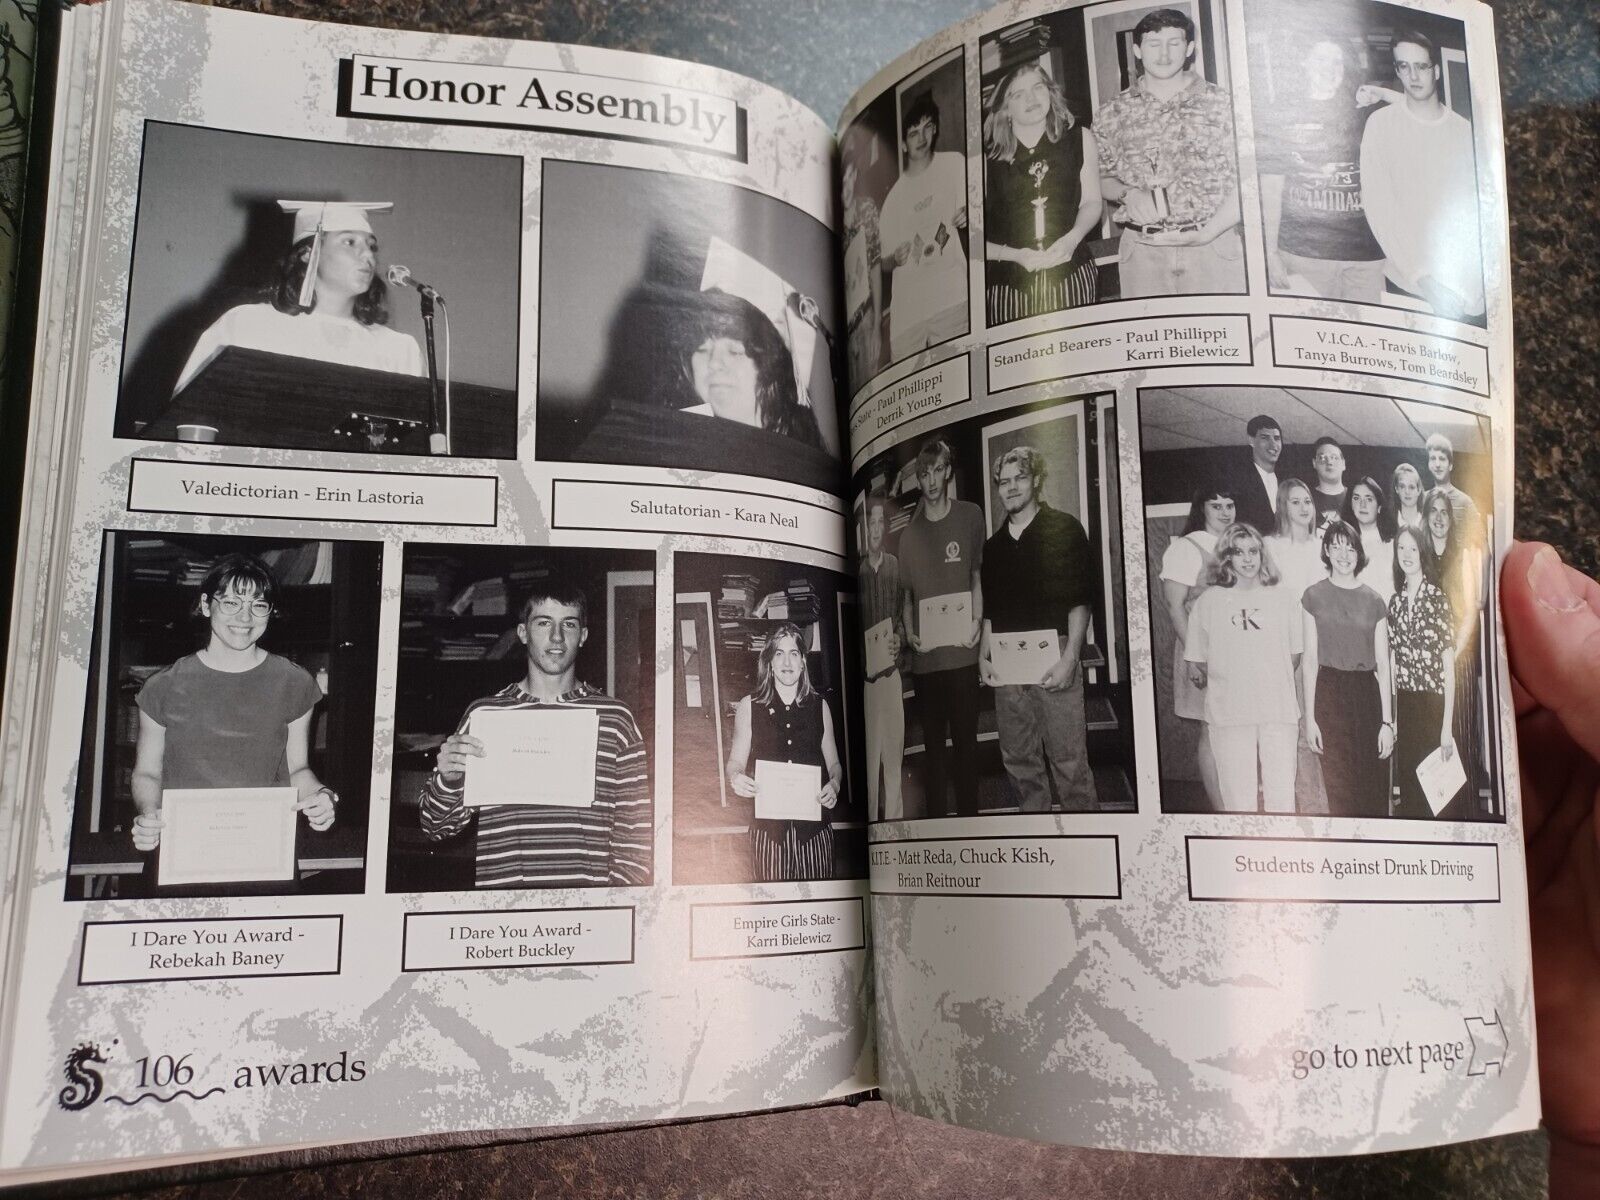 Honor Assembly
Valedictorian - Erin Lastoria
Salutatorian - Kara Neal
I Dare You Award -
Rebekah Baney
I Dare You Award -
Robert Buckley
Empire Girls State -
Karri Bielewicz
106 awards
State - Paul Phillippi
Derrik Young
Standard Bearers - Paul Phillippi
Karri Bielewicz
V.I.C.A. - Travis Barlow,
Tanya Burrows, Tom Beardsley
K.I.T.E. - Matt Reda, Chuck Kish,
Brian Reitnour
CK
Students Against Drunk Driving
go to next page